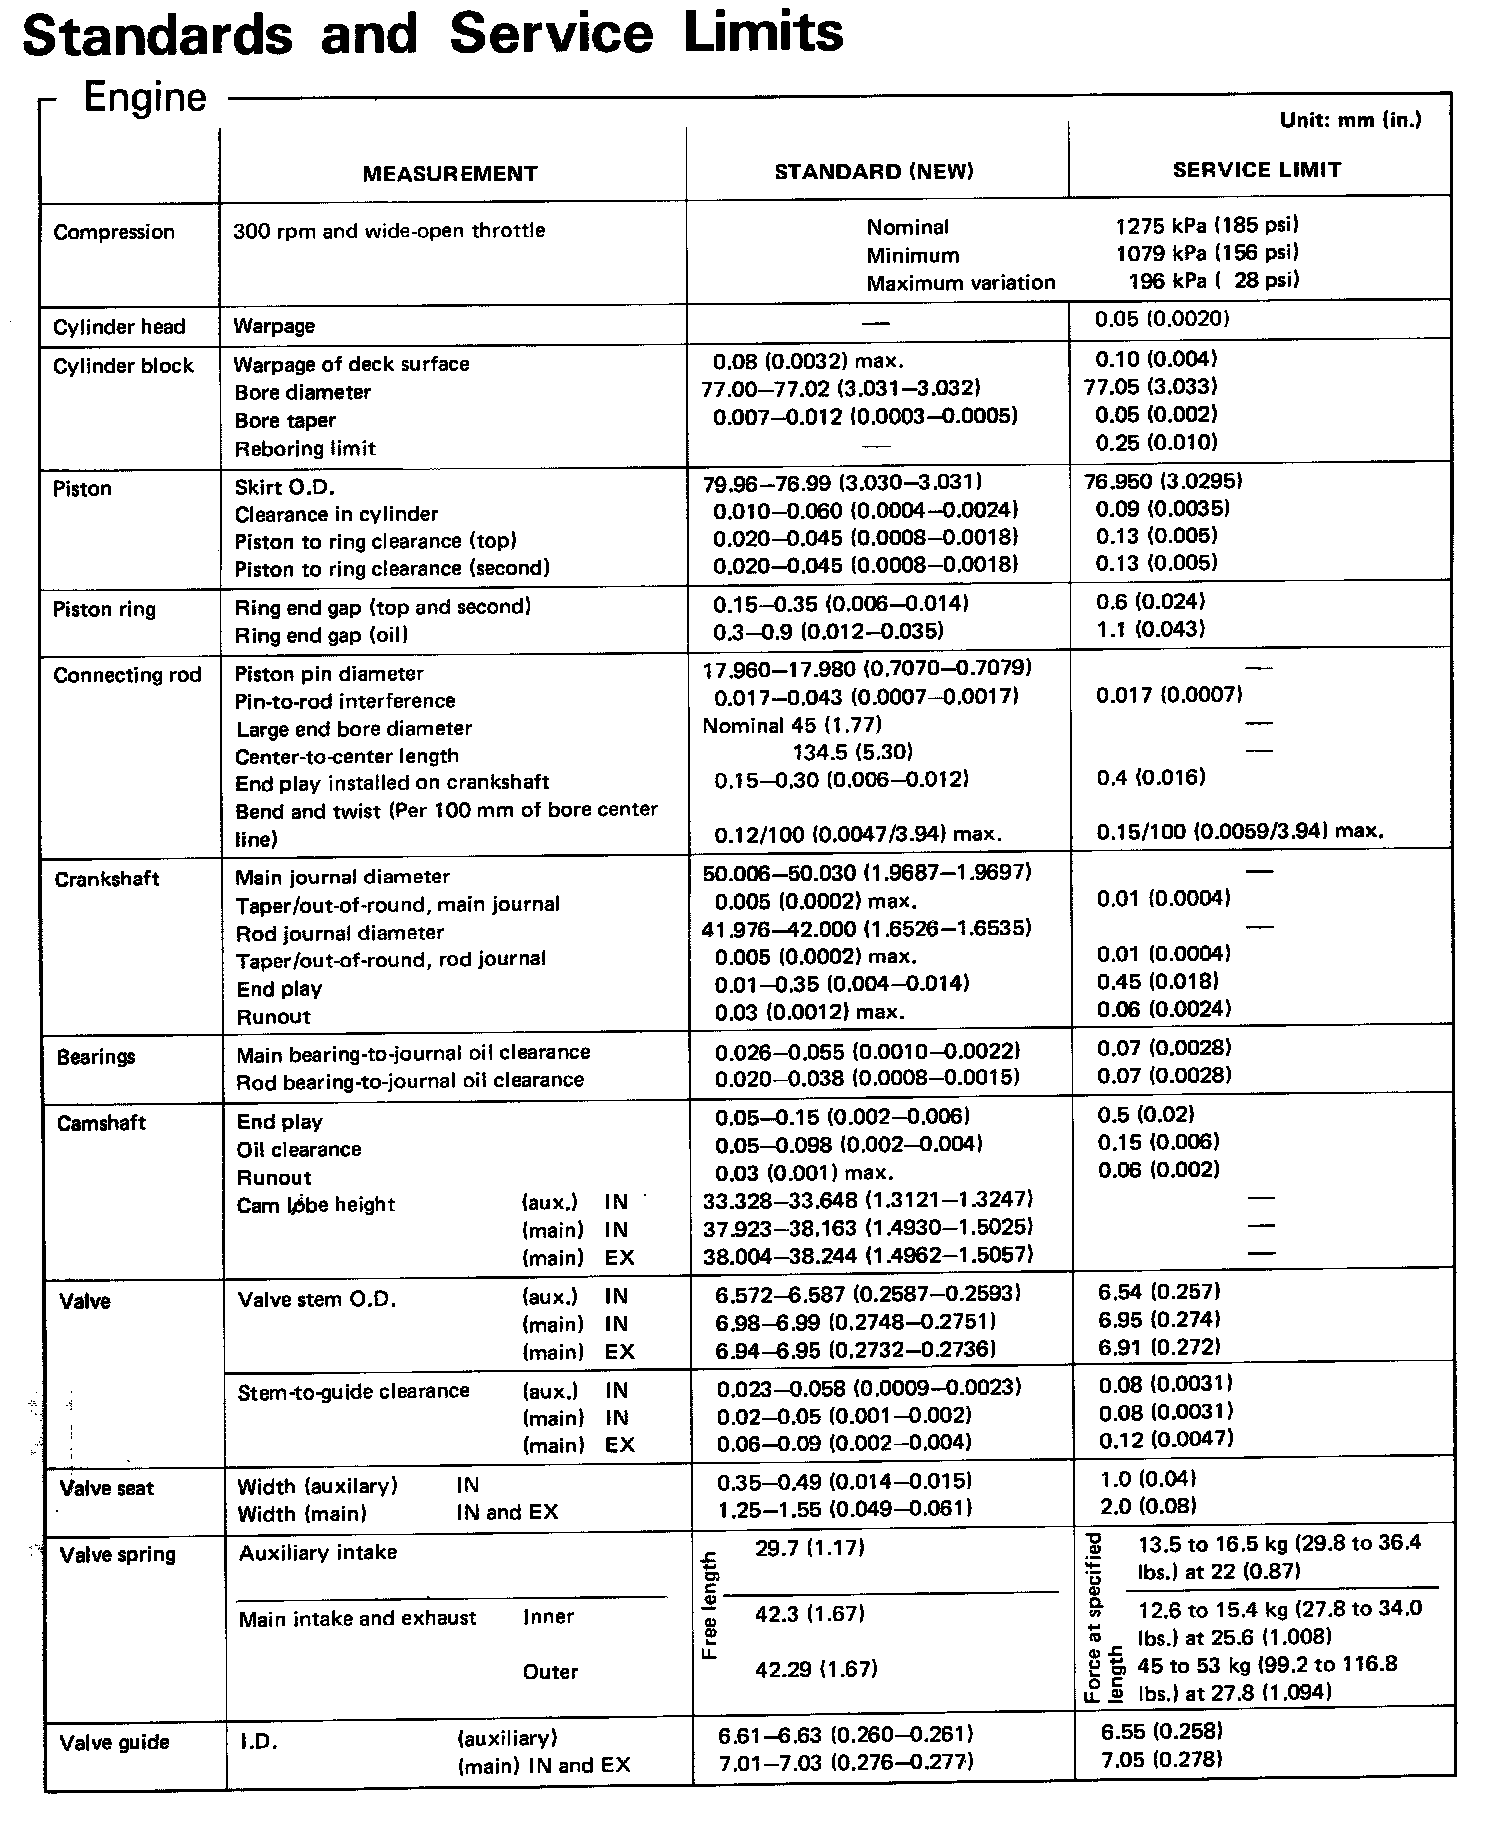 Standards and Service Limits
Engine
Unit: mm (in.)
MEASUREMENT STANDARD (NEW) SERVICE LIMIT
Compression 300 rpm and wide-open throttle Nominal 1275 kPa (185 psi)
Minimum 1079 kPa (156 psi)
Maximum variation 196 kPa ( 28 psi)
Cylinder head Warpage — 0.05 (0.0020)
Cylinder block Warpage of deck surface 0.08 (0.0032) max. 0.10 (0.004)
Bore diameter 77.00–77.02 (3.031–3.032) 77.05 (3.033)
Bore taper 0.007–0.012 (0.0003–0.0005) 0.05 (0.002)
Reboring limit — 0.25 (0.010)
Piston Skirt O.D. 79.96–76.99 (3.030–3.031) 76.950 (3.0295)
Clearance in cylinder 0.010–0.060 (0.0004–0.0024) 0.09 (0.0035)
Piston to ring clearance (top) 0.020–0.045 (0.0008–0.0018) 0.13 (0.005)
Piston to ring clearance (second) 0.020–0.045 (0.0008–0.0018) 0.13 (0.005)
Piston ring Ring end gap (top and second) 0.15–0.35 (0.006–0.014) 0.6 (0.024)
Ring end gap (oil) 0.3–0.9 (0.012–0.035) 1.1 (0.043)
Connecting rod Piston pin diameter 17.960–17.980 (0.7070–0.7079) —
Pin-to-rod interference 0.017–0.043 (0.0007–0.0017) 0.017 (0.0007)
Large end bore diameter Nominal 45 (1.77) —
Center-to-center length 134.5 (5.30) —
End play installed on crankshaft 0.15–0.30 (0.006–0.012) 0.4 (0.016)
Bend and twist (Per 100 mm of bore center
line) 0.12/100 (0.0047/3.94) max. 0.15/100 (0.0059/3.94) max.
Crankshaft Main journal diameter 50.006–50.030 (1.9687–1.9697) —
Taper/out-of-round, main journal 0.005 (0.0002) max. 0.01 (0.0004)
Rod journal diameter 41.976–42.000 (1.6526–1.6535) —
Taper/out-of-round, rod journal 0.005 (0.0002) max. 0.01 (0.0004)
End play 0.01–0.35 (0.004–0.014) 0.45 (0.018)
Runout 0.03 (0.0012) max. 0.06 (0.0024)
Bearings Main bearing-to-journal oil clearance 0.026–0.055 (0.0010–0.0022) 0.07 (0.0028)
Rod bearing-to-journal oil clearance 0.020–0.038 (0.0008–0.0015) 0.07 (0.0028)
Camshaft End play 0.05–0.15 (0.002–0.006) 0.5 (0.02)
Oil clearance 0.05–0.098 (0.002–0.004) 0.15 (0.006)
Runout 0.03 (0.001) max. 0.06 (0.002)
Cam lobe height (aux.) IN 33.328–33.648 (1.3121–1.3247) —
(main) IN 37.923–38.163 (1.4930–1.5025) —
(main) EX 38.004–38.244 (1.4962–1.5057) —
Valve Valve stem O.D. (aux.) IN 6.572–6.587 (0.2587–0.2593) 6.54 (0.257)
(main) IN 6.98–6.99 (0.2748–0.2751) 6.95 (0.274)
(main) EX 6.94–6.95 (0.2732–0.2736) 6.91 (0.272)
Stem-to-guide clearance (aux.) IN 0.023–0.058 (0.0009–0.0023) 0.08 (0.0031)
(main) IN 0.02–0.05 (0.001–0.002) 0.08 (0.0031)
(main) EX 0.06–0.09 (0.002–0.004) 0.12 (0.0047)
Valve seat Width (auxilary) IN 0.35–0.49 (0.014–0.015) 1.0 (0.04)
Width (main) IN and EX 1.25–1.55 (0.049–0.061) 2.0 (0.08)
Valve spring Auxiliary intake Free length 29.7 (1.17) Force at specified length 13.5 to 16.5 kg (29.8 to 36.4
lbs.) at 22 (0.87)
Main intake and exhaust Inner 42.3 (1.67) 12.6 to 15.4 kg (27.8 to 34.0
lbs.) at 25.6 (1.008)
Outer 42.29 (1.67) 45 to 53 kg (99.2 to 116.8
lbs.) at 27.8 (1.094)
Valve guide I.D. (auxiliary) 6.61–6.63 (0.260–0.261) 6.55 (0.258)
(main) IN and EX 7.01–7.03 (0.276–0.277) 7.05 (0.278)